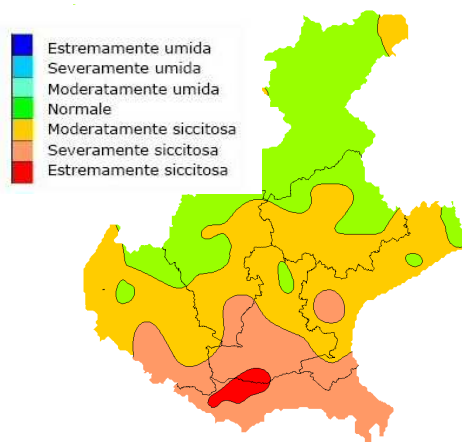 Estremamente umida
Severamente umida
Moderatamente umida
Normale
Moderatamente siccitosa
Severamente siccitosa
Estremamente siccitosa